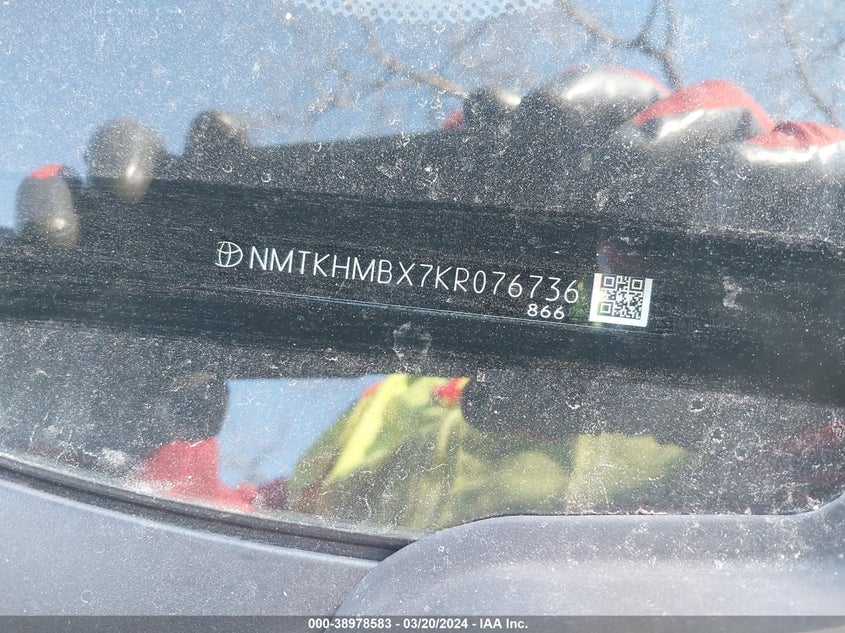 NMTKHMBX7KR076736
866
000-38978583 - 03/20/2024 - IAA Inc.